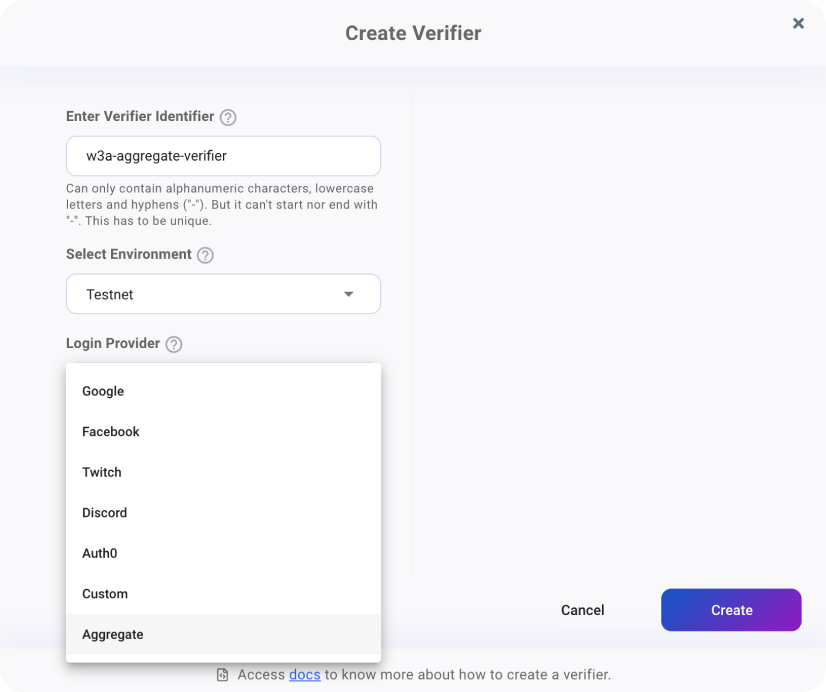 Create Verifier
Enter Verifier Identifier
w3a-aggregate-verifier
Can only contain alphanumeric characters, lowercase
letters and hyphens ("-"). But it can't start nor end with
"-". This has to be unique.
Select Environment
Testnet
Login Provider
Google
Facebook
Twitch
Discord
Auth0
Custom
Aggregate
Cancel
Create
Access docs to know more about how to create a verifier.